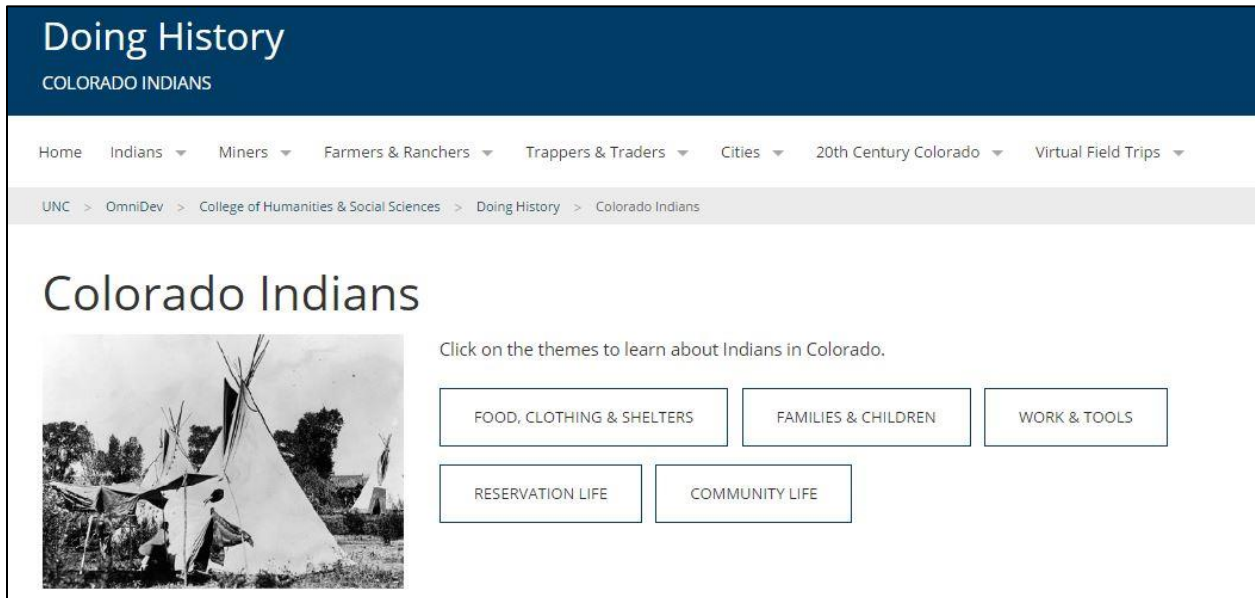 Doing History
COLORADO INDIANS
Home Indians Miners Farmers & Ranchers Trappers & Traders Cities 20th Century Colorado Virtual Field Trips
UNC > OmniDev > College of Humanities & Social Sciences > Doing History > Colorado Indians
Colorado Indians
Click on the themes to learn about Indians in Colorado.
FOOD, CLOTHING & SHELTERS FAMILIES & CHILDREN WORK & TOOLS
RESERVATION LIFE COMMUNITY LIFE